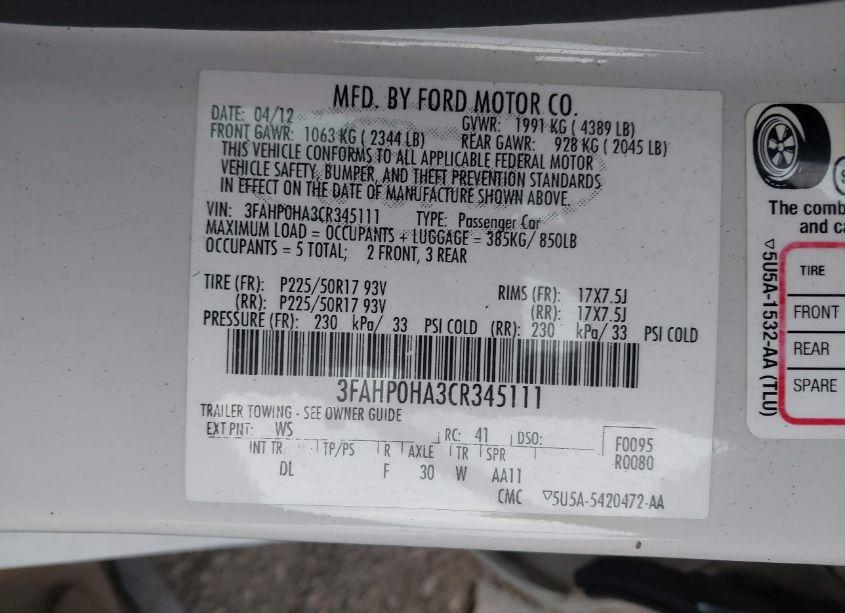 MFD. BY FORD MOTOR CO.
DATE: 04/12 GVWR: 1991 KG ( 4389 LB)
FRONT GAWR: 1063 KG ( 2344 LB) REAR GAWR: 928 KG ( 2045 LB)
THIS VEHICLE CONFORMS TO ALL APPLICABLE FEDERAL MOTOR
VEHICLE SAFETY, BUMPER, AND THEFT PREVENTION STANDARDS
IN EFFECT ON THE DATE OF MANUFACTURE SHOWN ABOVE.
VIN: 3FAHP0HA3CR345111 TYPE: Passenger Car
MAXIMUM LOAD = OCCUPANTS + LUGGAGE = 385KG/ 850LB
OCCUPANTS = 5 TOTAL; 2 FRONT, 3 REAR
TIRE (FR): P225/50R17 93V RIMS (FR): 17X7.5J
(RR): P225/50R17 93V (RR): 17X7.5J
PRESSURE (FR): 230 kPa/ 33 PSI COLD (RR): 230 kPa/ 33 PSI COLD
3FAHP0HA3CR345111
TRAILER TOWING - SEE OWNER GUIDE
EXT PNT: WS RC: 41 DSO: F0095
INT TR: TP/PS R AXLE TR SPR R0080
DL F 30 W AA11
CMC ▽5U5A-5420472-AA
The comb
and ca
▽5U5A-1532-AA (TLU)
TIRE
FRONT
REAR
SPARE